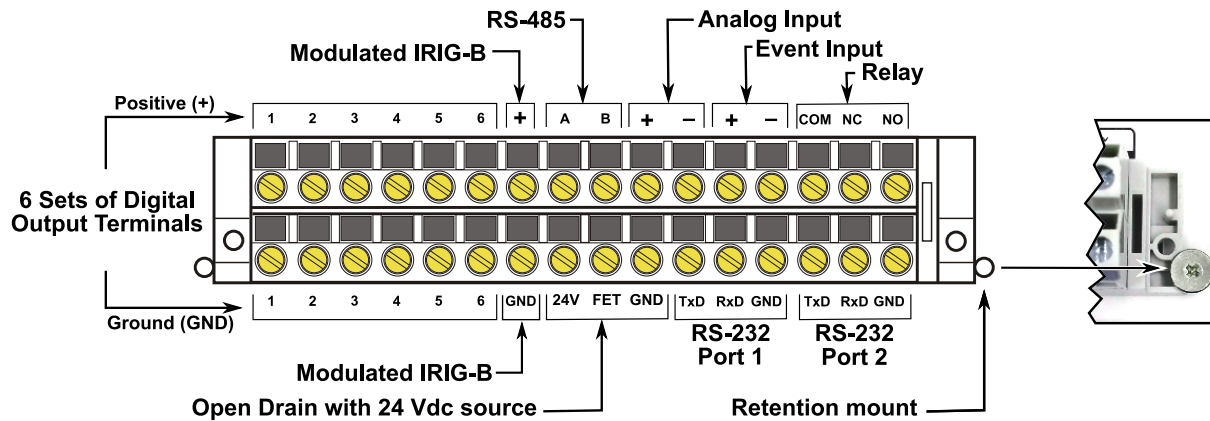 RS-485
Analog Input
Modulated IRIG-B
Event Input
Relay
Positive (+)
1 2 3 4 5 6 + A B + – + – COM NC NO
6 Sets of Digital
Output Terminals
1 2 3 4 5 6 GND 24V FET GND TxD RxD GND TxD RxD GND
Ground (GND)
RS-232
Port 1
RS-232
Port 2
Modulated IRIG-B
Open Drain with 24 Vdc source
Retention mount